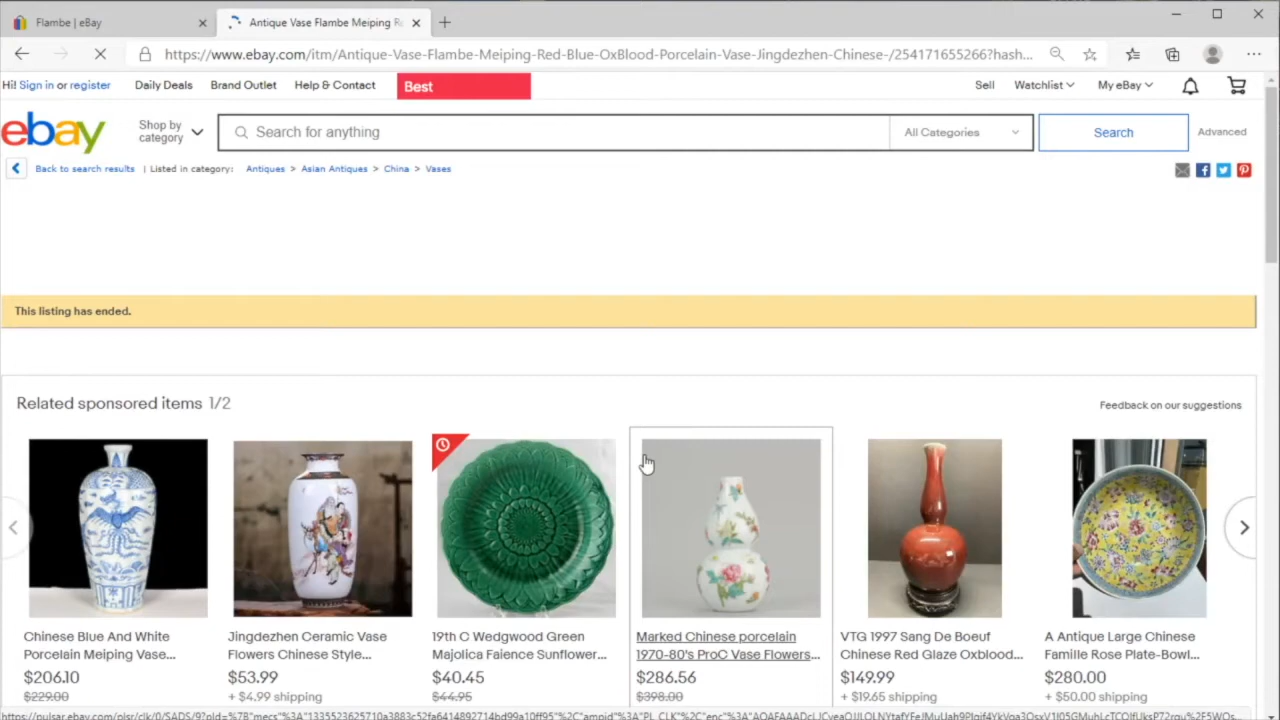 Flambe | eBay
Antique Vase Flambe Meiping R
https://www.ebay.com/itm/Antique-Vase-Flambe-Meiping-Red-Blue-OxBlood-Porcelain-Vase-Jingdezhen-Chinese-/254171655266?hash...
Hi! Sign in or register Daily Deals Brand Outlet Help & Contact Best Sell Watchlist My eBay
ebay Shop by category Search for anything All Categories Search Advanced
Back to search results | Listed in category: Antiques > Asian Antiques > China > Vases
This listing has ended.
Related sponsored items 1/2
Feedback on our suggestions
Chinese Blue And White
Porcelain Meiping Vase...
$206.10
$229.00
Jingdezhen Ceramic Vase
Flowers Chinese Style...
$53.99
+ $4.99 shipping
19th C Wedgwood Green
Majolica Faience Sunflower...
$40.45
$44.95
Marked Chinese porcelain
1970-80's ProC Vase Flowers...
$286.56
$398.00
VTG 1997 Sang De Boeuf
Chinese Red Glaze Oxblood...
$149.99
+ $19.65 shipping
A Antique Large Chinese
Famille Rose Plate-Bowl...
$280.00
+ $50.00 shipping